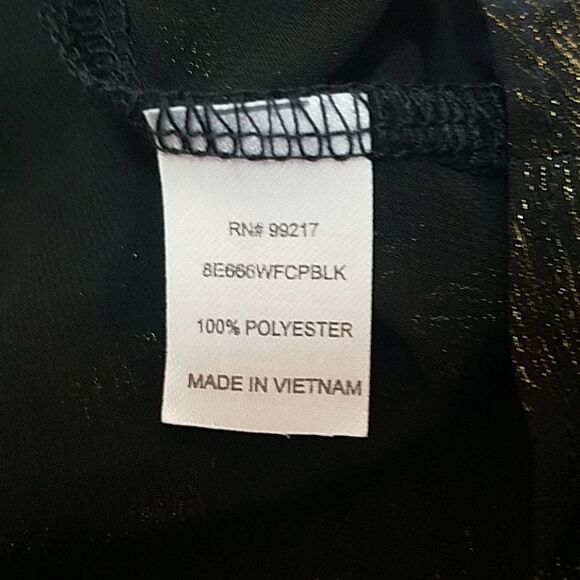 RN# 99217
8E666WFCPBLK
100% POLYESTER
MADE IN VIETNAM